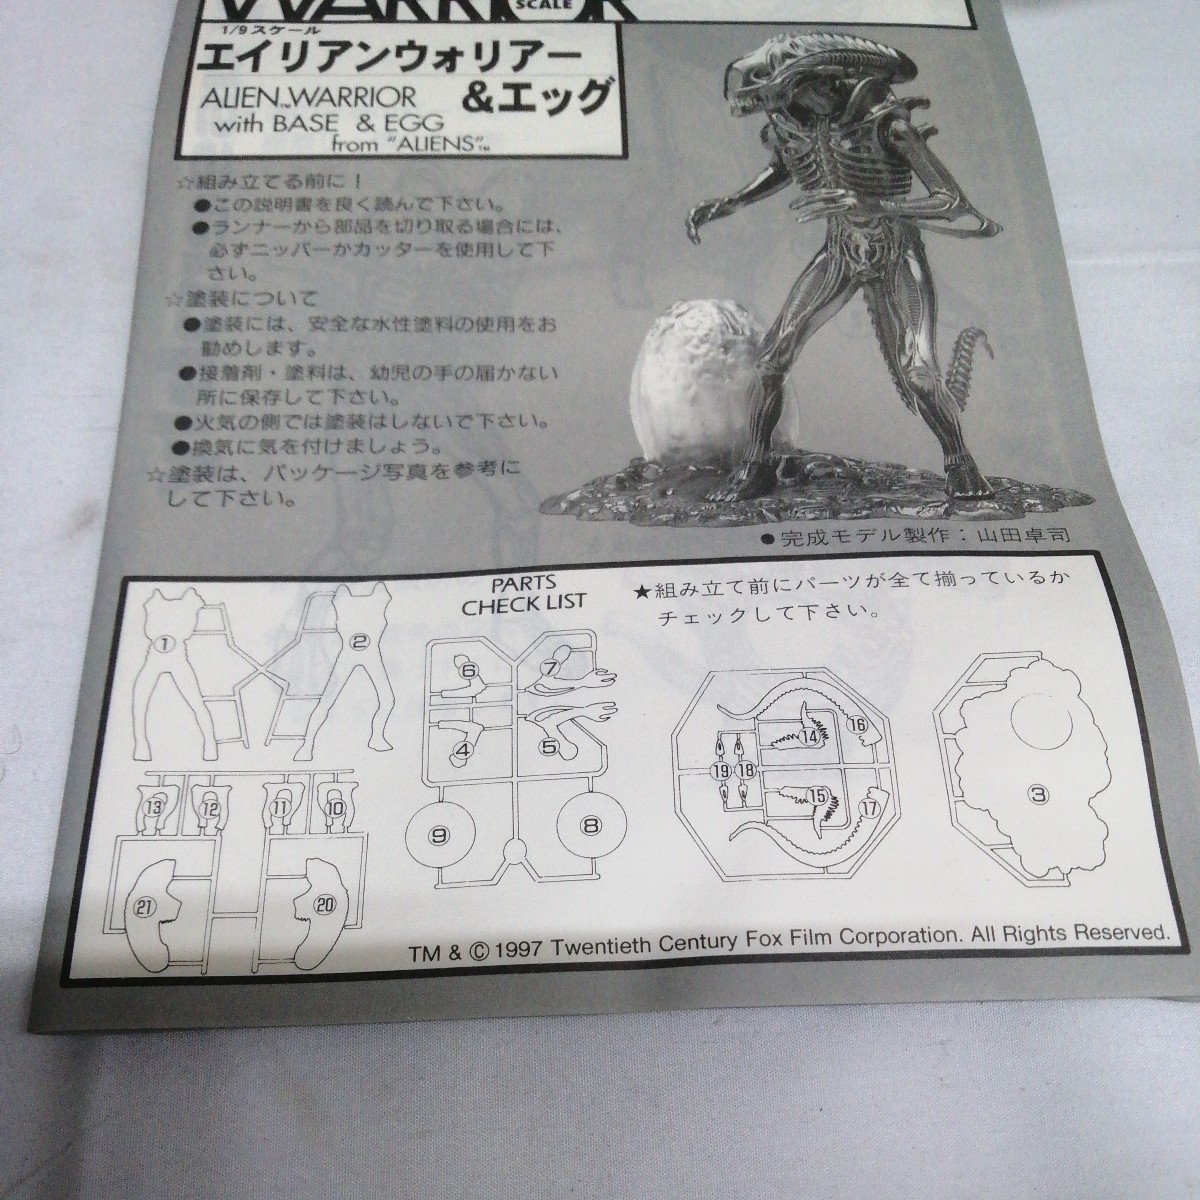 WARRIOR
SCALE
1/9スケール
エイリアンウォリアー
&エッグ
ALIEN™ WARRIOR
with BASE & EGG
from "ALIENS"™
☆組み立てる前に!
●この説明書を良く読んで下さい。
●ランナーから部品を切り取る場合には、
必ずニッパーかカッターを使用して下
さい。
☆塗装について
●塗装には、安全な水性塗料の使用をお
勧めします。
●接着剤・塗料は、幼児の手の届かない
所に保存して下さい。
●火気の側では塗装はしないで下さい。
●換気に気を付けましょう。
☆塗装は、パッケージ写真を参考に
して下さい。
●完成モデル製作:山田卓司
PARTS
CHECK LIST
★組み立て前にパーツが全て揃っているか
チェックして下さい。
1
2
6
7
4
5
9
8
13
12
11
10
21
20
16
14
19
18
15
17
3
TM & © 1997 Twentieth Century Fox Film Corporation. All Rights Reserved.